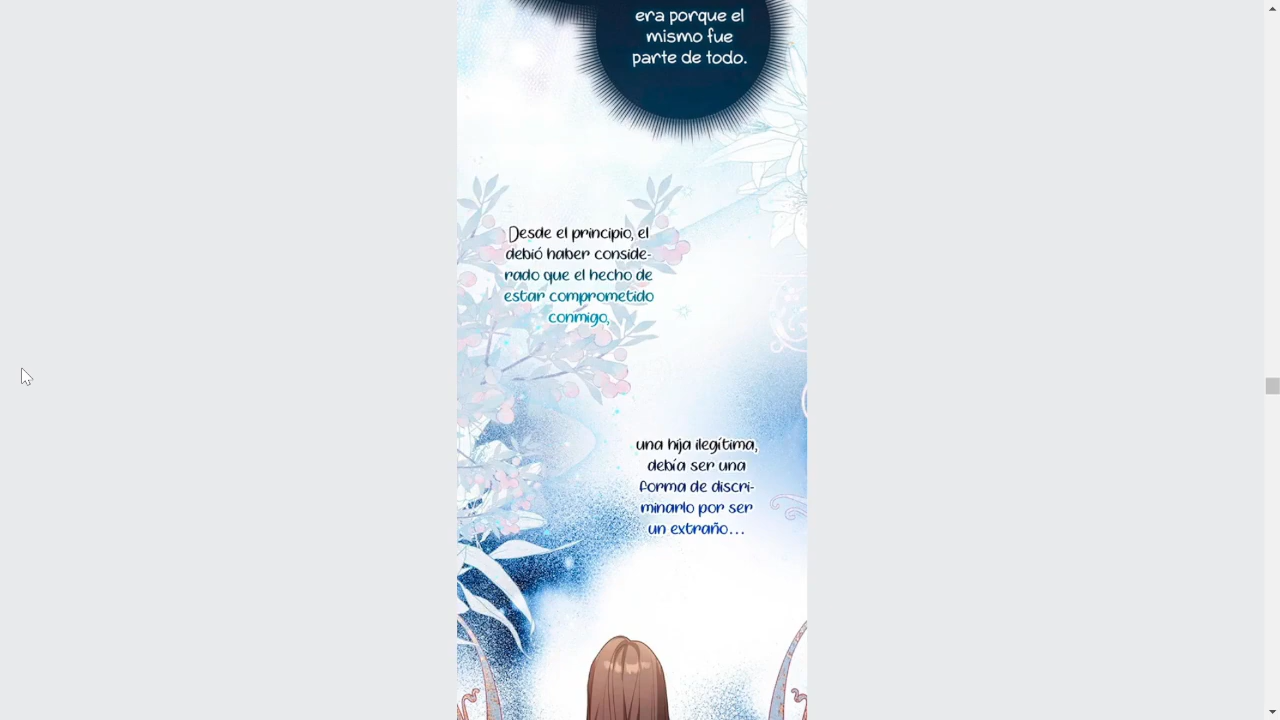 era porque el
mismo fue
parte de todo.
Desde el principio, el
debió haber conside-
rado que el hecho de
estar comprometido
conmigo,
una hija ilegítima,
debía ser una
forma de discri-
minarlo por ser
un extraño...